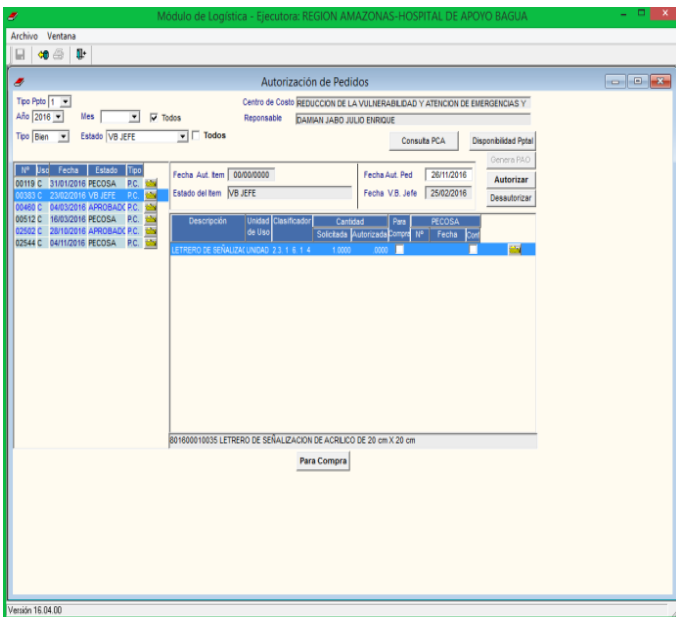 Módulo de Logística - Ejecutora: REGION AMAZONAS-HOSPITAL DE APOYO BAGUA
Archivo Ventana
Autorización de Pedidos
Tipo Ppto 1 Centro de Costo REDUCCION DE LA VULNERABILIDAD Y ATENCION DE EMERGENCIAS Y
Año 2016 Mes Todos Reponsable DAMIAN JABO JULIO ENRIQUE
Tipo Bien Estado VB JEFE Todos Consulta PCA Disponibilidad Pptal
Genera PAO
Autorizar
Desautorizar
Nº Uso Fecha Estado Tipo
00119 C 31/01/2016 PECOSA P.C.
00383 C 23/02/2016 VB JEFE P.C.
00460 C 04/03/2016 APROBADO P.C.
00512 C 16/03/2016 PECOSA P.C.
02502 C 28/10/2016 APROBADO P.C.
02544 C 04/11/2016 PECOSA P.C.
Fecha Aut. Item 00/00/0000 Fecha Aut. Ped 26/11/2016
Estado del Item VB JEFE Fecha V.B. Jefe 25/02/2016
Descripción Unidad de Uso Clasificador Cantidad Para Compra PECOSA
Solicitada Autorizada Nº Fecha Conf
LETRERO DE SEÑALIZAC UNIDAD 2.3. 1 6. 1 4 1.0000 .0000
801600010035 LETRERO DE SEÑALIZACION DE ACRILICO DE 20 cm X 20 cm
Para Compra
Versión 16.04.00